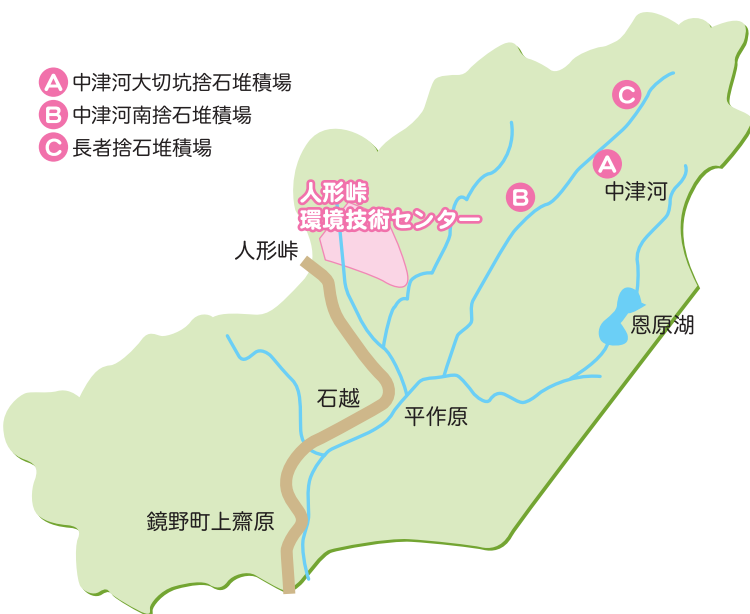 A 中津河大切坑捨石堆積場
B 中津河南捨石堆積場
C 長者捨石堆積場
C
A
中津河
B
人形峠
環境技術センター
人形峠
恩原湖
石越
平作原
鏡野町上齋原